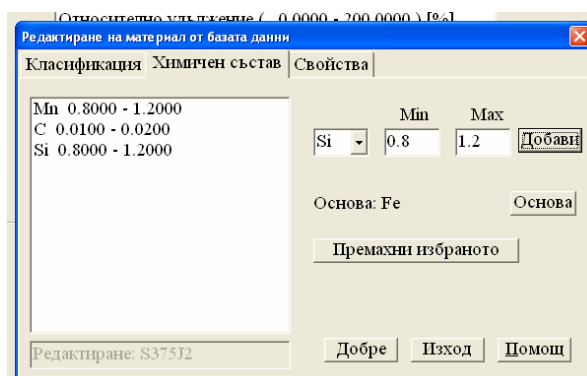 Относително удължение ( 0.0000 - 200.0000 ) [%]
Редактиране на материал от базата данни
Класификация Химичен състав Свойства
Mn 0.8000 - 1.2000
C 0.0100 - 0.0200
Si 0.8000 - 1.2000
Min Max
Si 0.8 1.2 Добави
Основа: Fe Основа
Премахни избраното
Редактиране: S375J2
Добре Изход Помощ